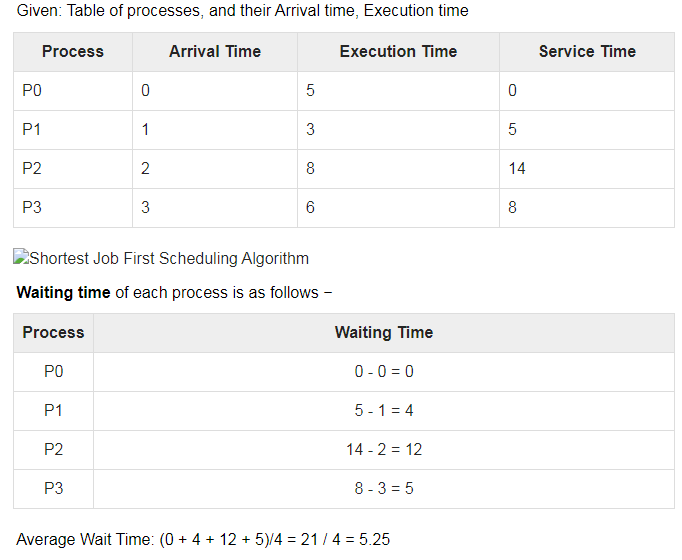 Given: Table of processes, and their Arrival time, Execution time
Process Arrival Time Execution Time Service Time
P0 0 5 0
P1 1 3 5
P2 2 8 14
P3 3 6 8
Shortest Job First Scheduling Algorithm
Waiting time of each process is as follows −
Process Waiting Time
P0 0 - 0 = 0
P1 5 - 1 = 4
P2 14 - 2 = 12
P3 8 - 3 = 5
Average Wait Time: (0 + 4 + 12 + 5)/4 = 21 / 4 = 5.25